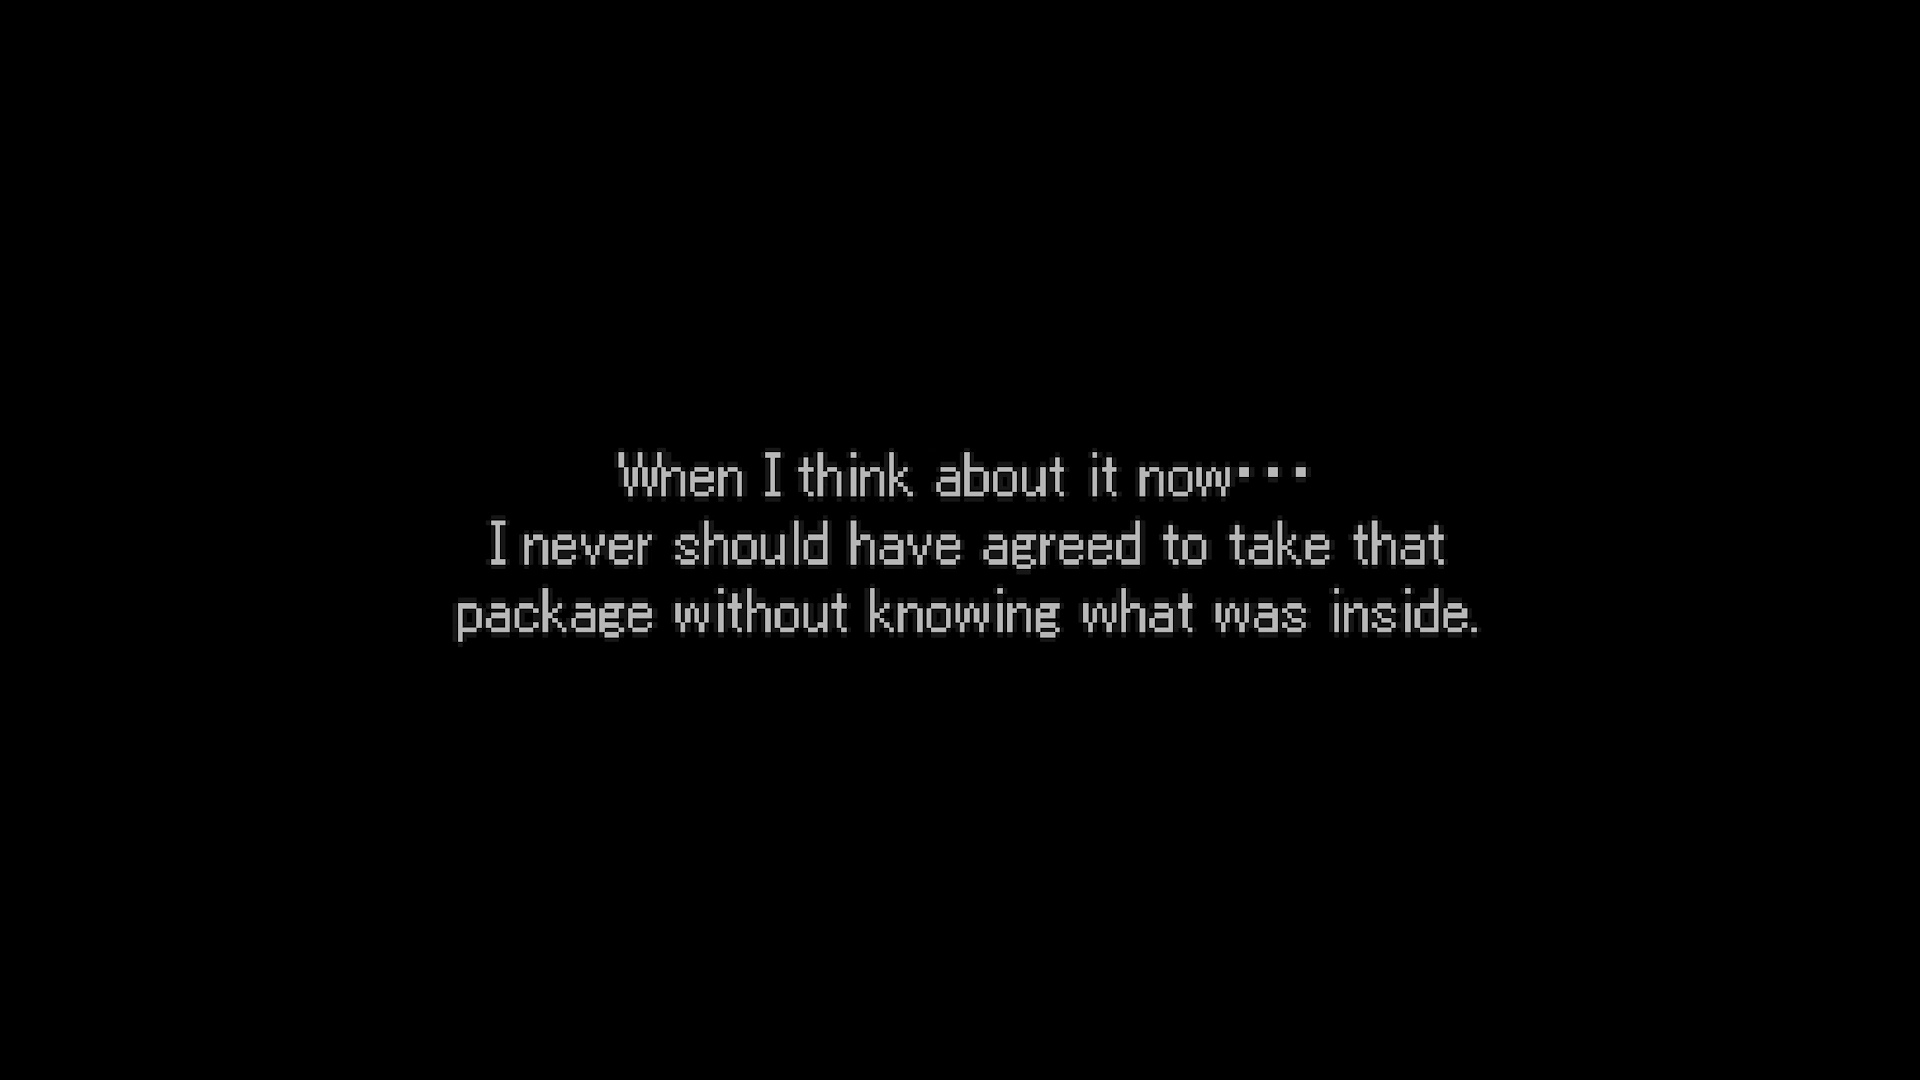 When I think about it now･･･
I never should have agreed to take that
package without knowing what was inside.